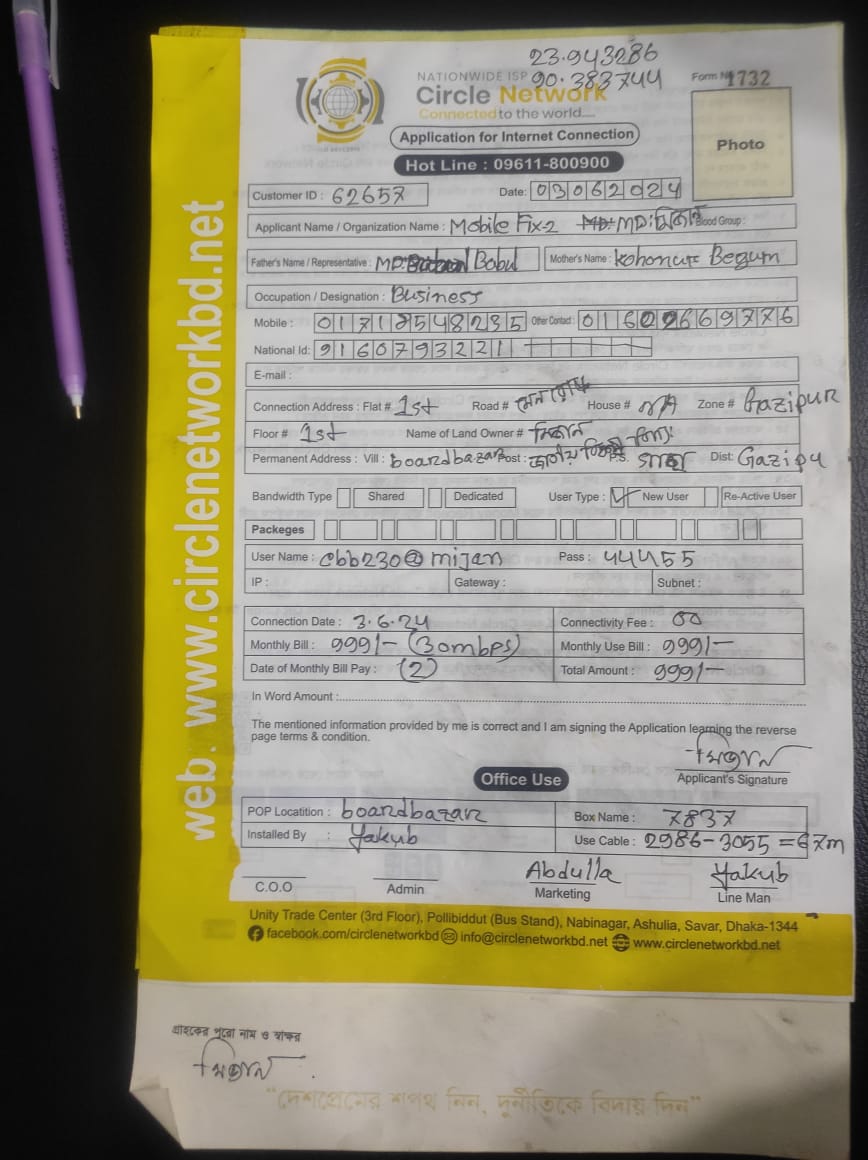 23.943286
90.383744
NATIONWIDE ISP
Circle Network
Connected to the world....
Form No 1732
Photo
Application for Internet Connection
Hot Line : 09611-800900
Customer ID : 62657
Date: 03062024
Applicant Name / Organization Name : Mobile Fix-2 MD: মিজান Blood Group :
Father's Name / Representative : MD: Babul Mother's Name : Kohonure Begum
Occupation / Designation : Business
Mobile : 01718548235 Other Contact : 01602669776
National Id: 9160793221
E-mail :
Connection Address : Flat # 1st Road # মেন রোড House # N/A Zone # Gazipur
Floor # 1st Name of Land Owner # মিজান
Permanent Address : Vill : boardbazar Post : জাতীয় P.S. Dist: Gazipu
Bandwidth Type Shared Dedicated User Type : ✓ New User Re-Active User
Packeges
User Name : cbb230@mijan Pass : 44455
IP : Gateway : Subnet :
Connection Date : 3.6.24 Connectivity Fee : 00
Monthly Bill : 999/- (30mbps) Monthly Use Bill : 999/-
Date of Monthly Bill Pay : (2) Total Amount : 999/-
In Word Amount :
The mentioned information provided by me is correct and I am signing the Application learning the reverse
page terms & condition.
মিজান
Applicant's Signature
Office Use
POP Locatition : boardbazar Box Name : 7837
Installed By : Yakub Use Cable : 2986-3055 = 67m
Abdulla Yakub
C.O.O Admin Marketing Line Man
Unity Trade Center (3rd Floor), Pollibiddut (Bus Stand), Nabinagar, Ashulia, Savar, Dhaka-1344
facebook.com/circlenetworkbd info@circlenetworkbd.net www.circlenetworkbd.net
web. www.circlenetworkbd.net
গ্রাহকের পুরো নাম ও স্বাক্ষর
মিজান
"দেশপ্রেমের শপথ নিন, দুর্নীতিকে বিদায় দিন"